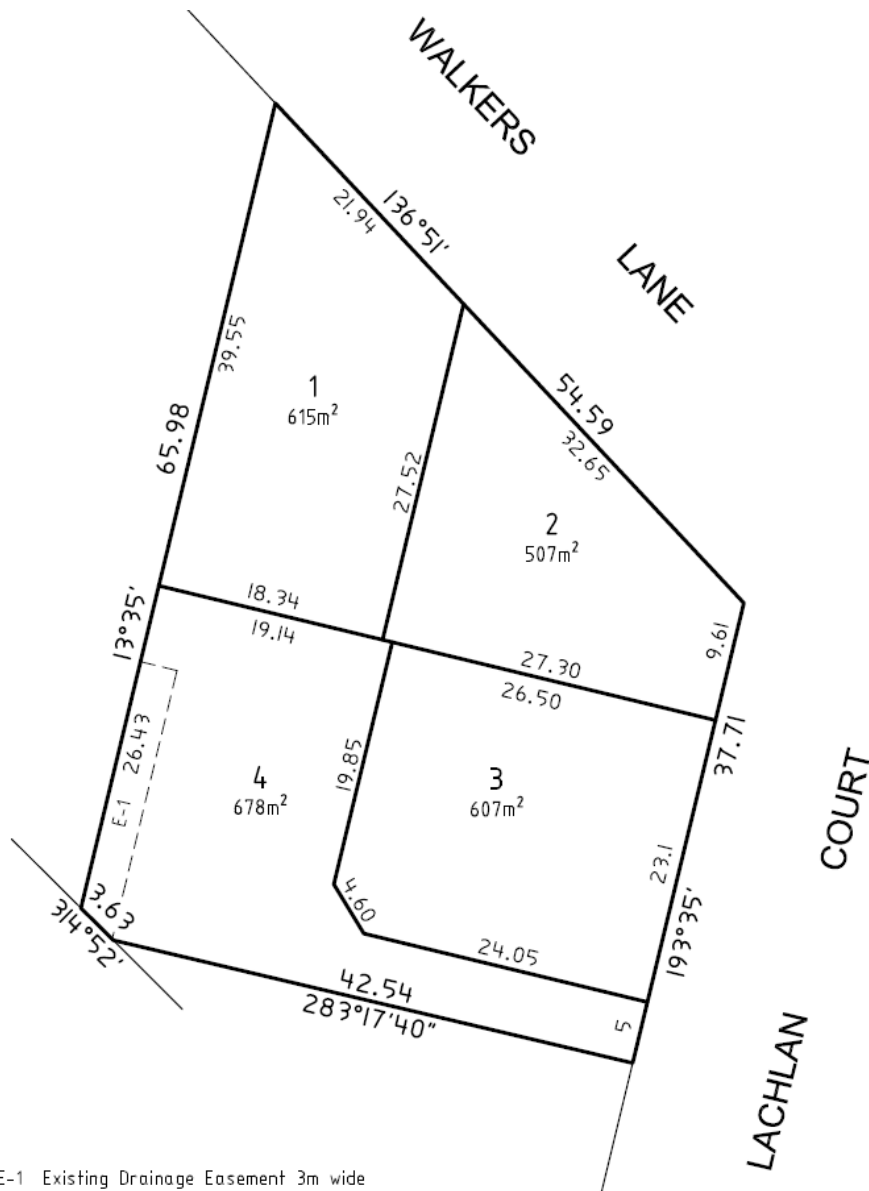 WALKERS
LANE
136°51'
21.94
54.59
32.65
39.55
65.98
1
615m²
27.52
2
507m²
9.61
18.34
19.14
27.30
26.50
13°35'
37.71
COURT
E-1 26.43
4
678m²
19.85
3
607m²
23.1
193°35'
4.60
24.05
3.63
314°52'
42.54
283°17'40"
5
LACHLAN
E-1 Existing Drainage Easement 3m wide